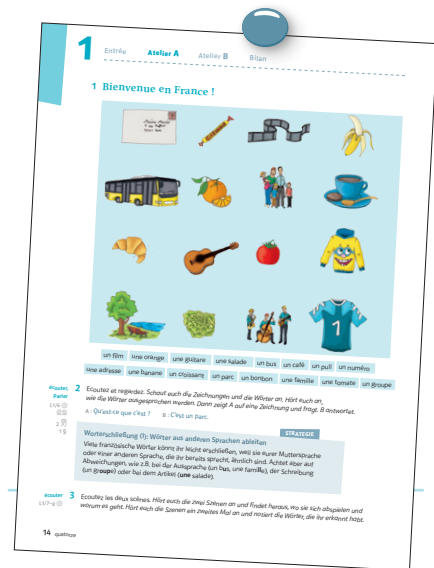 1 Entrée Atelier A Atelier B Bilan
1 Bienvenue en France !
1
un film une orange une guitare une salade un bus un café un pull un numéro
une adresse une banane un croissant un parc un bonbon une famille une tomate un groupe
écouter,
parler
2 Écoutez et regardez. Schaut euch die Zeichnungen und die Wörter an. Hört euch an,
wie die Wörter ausgesprochen werden. Dann zeigt A auf eine Zeichnung und fragt. B antwortet.
A : Qu'est-ce que c'est ? B : C'est un parc.
STRATEGIE
Worterschließung (I): Wörter aus anderen Sprachen ableiten
Viele französische Wörter könnt ihr leicht erschließen, weil sie eurer Muttersprache
oder einer anderen Sprache, die ihr bereits sprecht, ähnlich sind. Achtet aber auf
Abweichungen, wie z.B. bei der Aussprache (un bus, une famille), der Schreibung
(un groupe) oder bei dem Artikel (une salade).
écouter
3 Écoutez les deux scènes. Hört euch die zwei Szenen an und findet heraus, wo sie sich abspielen und
worum es geht. Hört euch die Szenen ein zweites Mal an und notiert die Wörter, die ihr erkannt habt.
14 quatorze